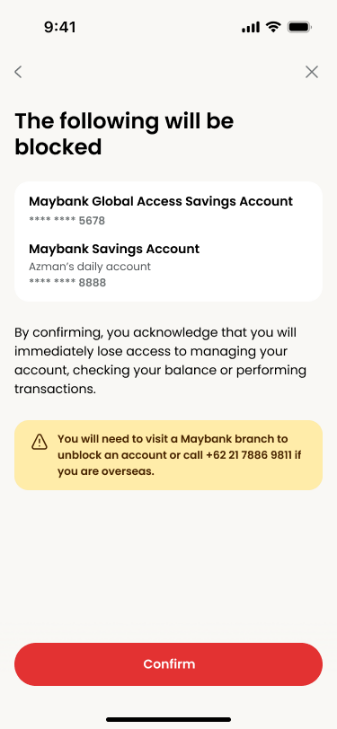 9:41
The following will be
blocked
Maybank Global Access Savings Account
**** **** 5678
Maybank Savings Account
Azman's daily account
**** **** 8888
By confirming, you acknowledge that you will
immediately lose access to managing your
account, checking your balance or performing
transactions.
You will need to visit a Maybank branch to
unblock an account or call +62 21 7886 9811 if
you are overseas.
Confirm